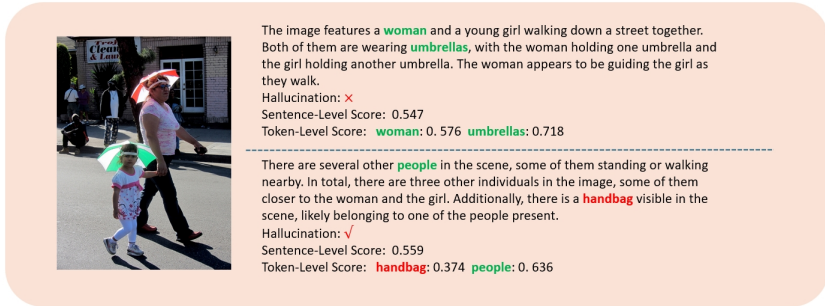 The image features a woman and a young girl walking down a street together.
Both of them are wearing umbrellas, with the woman holding one umbrella and
the girl holding another umbrella. The woman appears to be guiding the girl as
they walk.
Hallucination: ×
Sentence-Level Score:  0.547
Token-Level Score:   woman: 0. 576  umbrellas: 0.718
There are several other people in the scene, some of them standing or walking
nearby. In total, there are three other individuals in the image, some of them
closer to the woman and the girl. Additionally, there is a handbag visible in the
scene, likely belonging to one of the people present.
Hallucination: √
Sentence-Level Score:  0.559
Token-Level Score:   handbag: 0.374  people: 0. 636